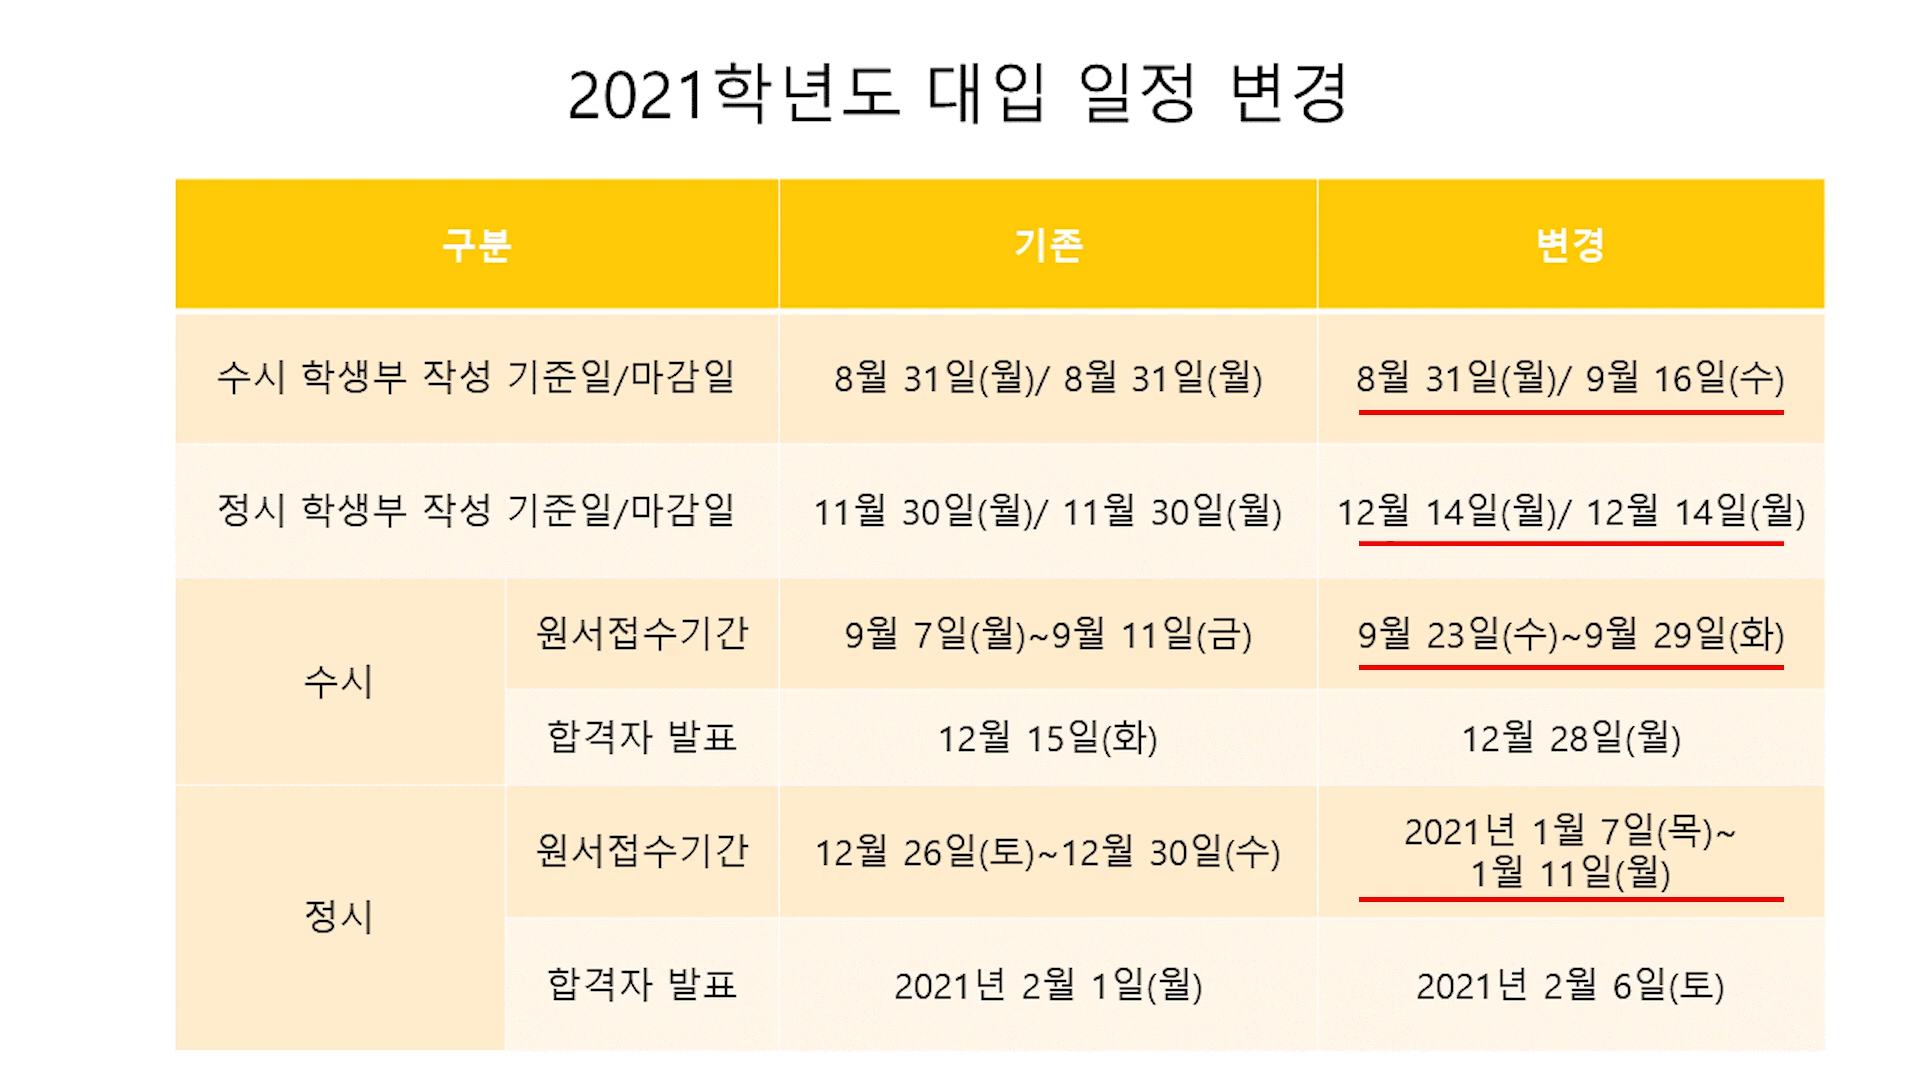 2021학년도 대입 일정 변경
구분 기존 변경
수시 학생부 작성 기준일/마감일 8월 31일(월)/ 8월 31일(월) 8월 31일(월)/ 9월 16일(수)
정시 학생부 작성 기준일/마감일 11월 30일(월)/ 11월 30일(월) 12월 14일(월)/ 12월 14일(월)
수시
원서접수기간 9월 7일(월)~9월 11일(금) 9월 23일(수)~9월 29일(화)
합격자 발표 12월 15일(화) 12월 28일(월)
정시
원서접수기간 12월 26일(토)~12월 30일(수) 2021년 1월 7일(목)~
1월 11일(월)
합격자 발표 2021년 2월 1일(월) 2021년 2월 6일(토)